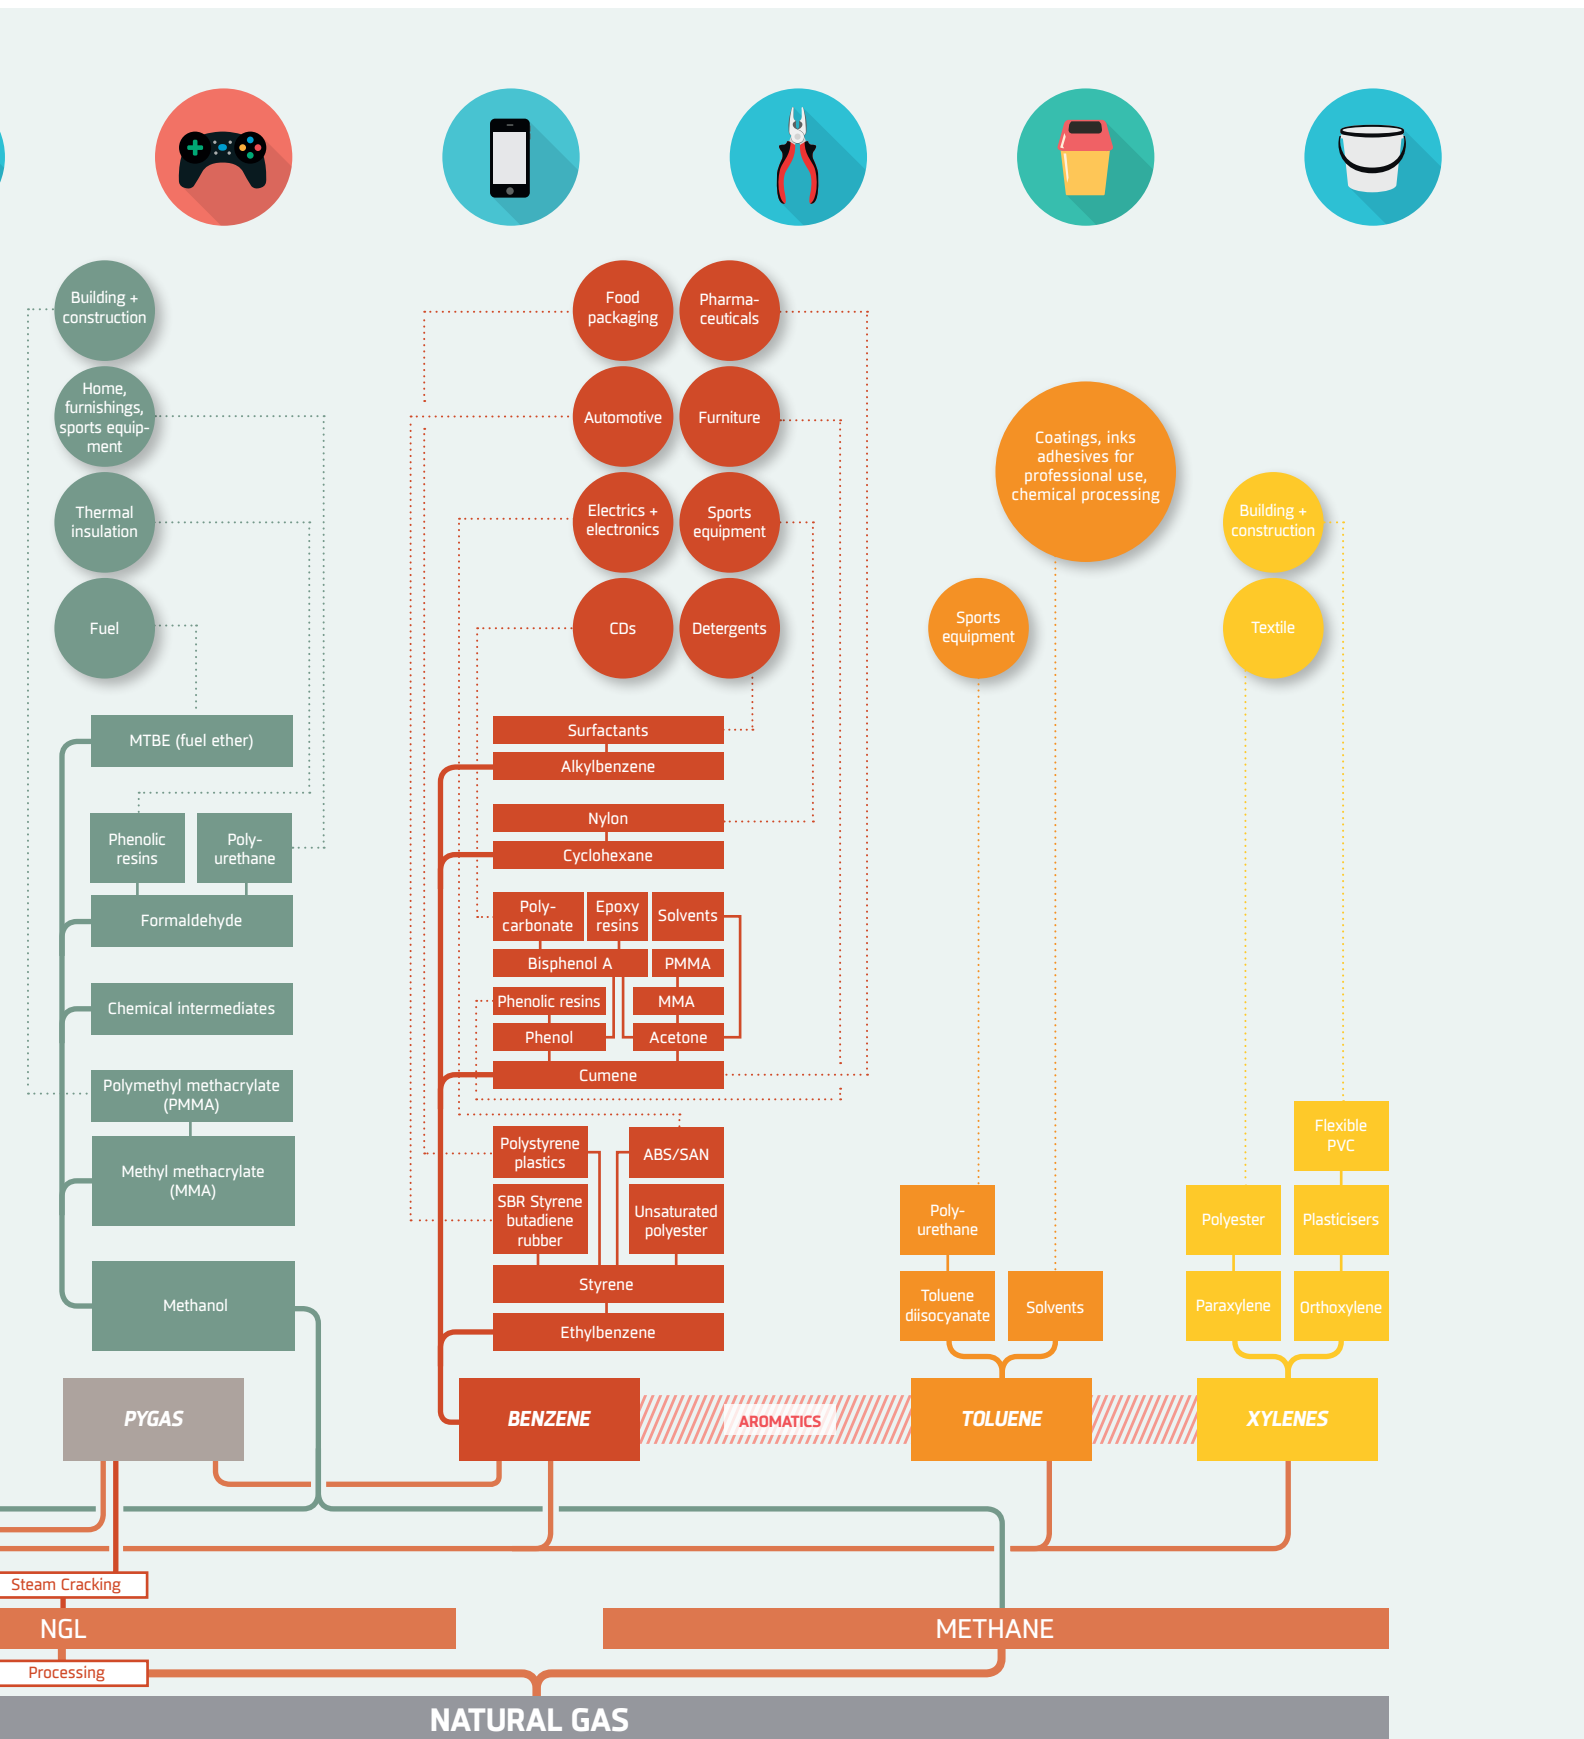 Building +
construction
Home,
furnishings,
sports equip-
ment
Thermal
insulation
Fuel
MTBE (fuel ether)
Phenolic
resins
Poly-
urethane
Formaldehyde
Chemical intermediates
Polymethyl methacrylate
(PMMA)
Methyl methacrylate
(MMA)
Methanol
PYGAS
Food
packaging
Pharma-
ceuticals
Automotive
Furniture
Electrics +
electronics
Sports
equipment
CDs
Detergents
Surfactants
Alkylbenzene
Nylon
Cyclohexane
Poly-
carbonate
Epoxy
resins
Solvents
Bisphenol A
PMMA
Phenolic resins
MMA
Phenol
Acetone
Cumene
Polystyrene
plastics
ABS/SAN
SBR Styrene
butadiene
rubber
Unsaturated
polyester
Styrene
Ethylbenzene
BENZENE
AROMATICS
Coatings, inks
adhesives for
professional use,
chemical processing
Sports
equipment
Poly-
urethane
Toluene
diisocyanate
Solvents
TOLUENE
Building +
construction
Textile
Flexible
PVC
Polyester
Plasticisers
Paraxylene
Orthoxylene
XYLENES
Steam Cracking
NGL
METHANE
Processing
NATURAL GAS